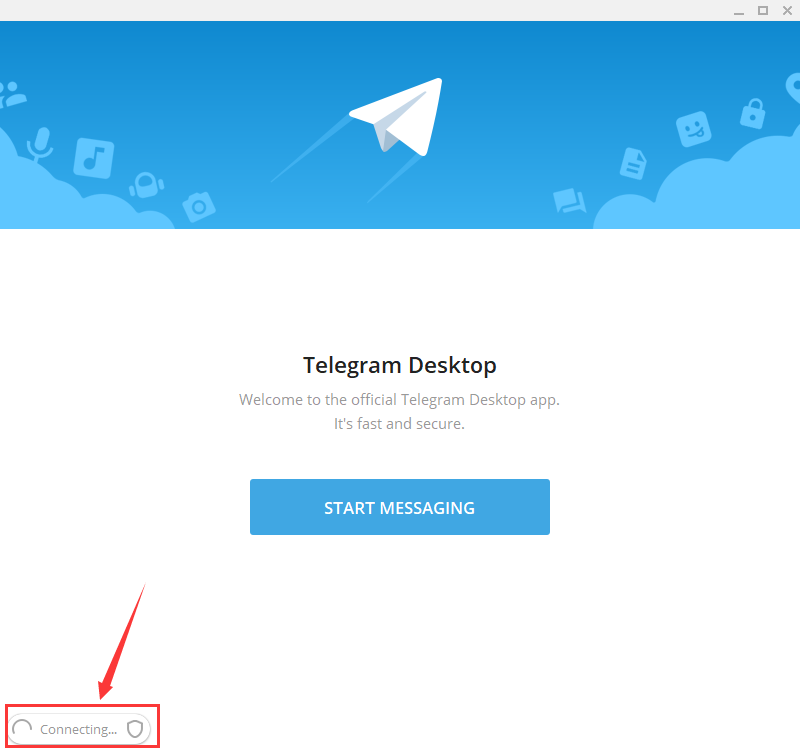 Telegram Desktop
Welcome to the official Telegram Desktop app.
It's fast and secure.
START MESSAGING
Connecting...